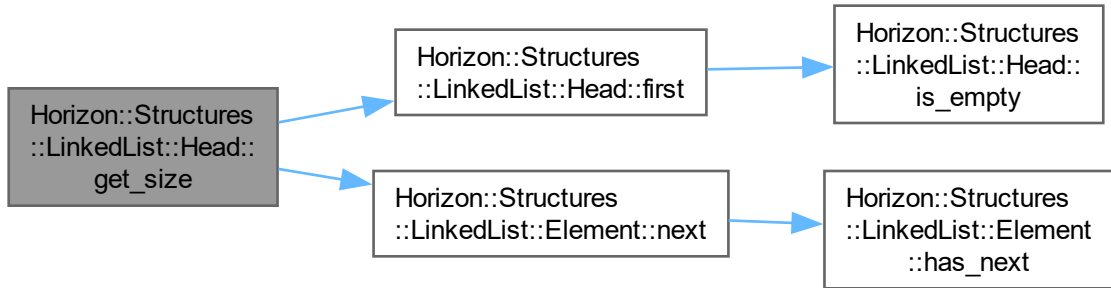 Horizon::Structures
::LinkedList::Head::
get_size
Horizon::Structures
::LinkedList::Head::first
Horizon::Structures
::LinkedList::Head::
is_empty
Horizon::Structures
::LinkedList::Element::next
Horizon::Structures
::LinkedList::Element
::has_next